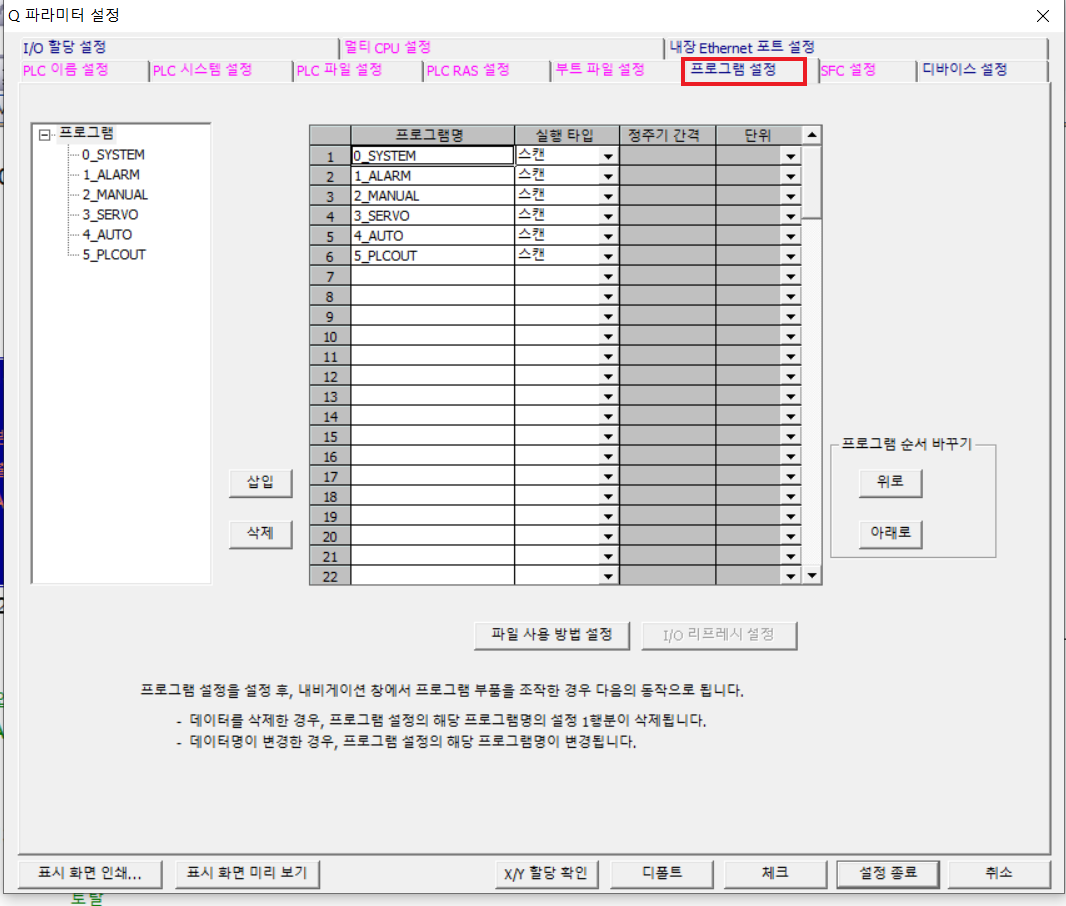 Q 파라미터 설정
I/O 할당 설정 멀티 CPU 설정 내장 Ethernet 포트 설정
PLC 이름 설정 PLC 시스템 설정 PLC 파일 설정 PLC RAS 설정 부트 파일 설정 프로그램 설정 SFC 설정 디바이스 설정
프로그램
0_SYSTEM
1_ALARM
2_MANUAL
3_SERVO
4_AUTO
5_PLCOUT
프로그램명 실행 타입 정주기 간격 단위
1 0_SYSTEM 스캔
2 1_ALARM 스캔
3 2_MANUAL 스캔
4 3_SERVO 스캔
5 4_AUTO 스캔
6 5_PLCOUT 스캔
7
8
9
10
11
12
13
14
15
16
17
18
19
20
21
22
삽입
삭제
프로그램 순서 바꾸기
위로
아래로
파일 사용 방법 설정 I/O 리프레시 설정
프로그램 설정을 설정 후, 내비게이션 창에서 프로그램 부품을 조작한 경우 다음의 동작으로 됩니다.
- 데이터를 삭제한 경우, 프로그램 설정의 해당 프로그램명의 설정 1행분이 삭제됩니다.
- 데이터명이 변경한 경우, 프로그램 설정의 해당 프로그램명이 변경됩니다.
표시 화면 인쇄... 표시 화면 미리 보기 X/Y 할당 확인 디폴트 체크 설정 종료 취소
토탈